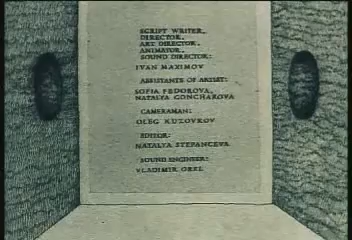 SCRIPT WRITER,
DIRECTOR,
ART DIRECTOR,
ANIMATOR,
SOUND DIRECTOR:
IVAN MAXIMOV
ASSISTANTS OF ARTIST:
SOFIA FEDOROVA,
NATALYA GONCHAROVA
CAMERAMAN:
OLEG KUZOVKOV
EDITOR:
NATALYA STEPANCEVA
SOUND ENGINEER:
VLADIMIR OREL